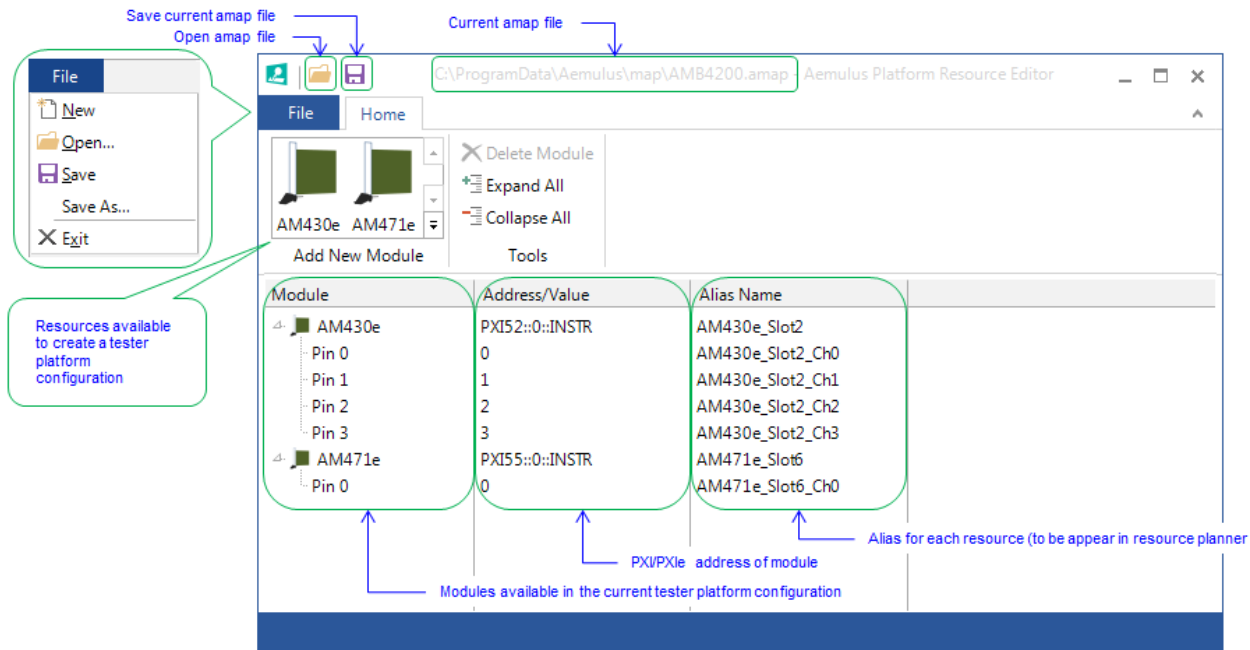 Save current amap file
Open amap file
Current amap file
File
New
Open...
Save
Save As...
Exit
C:\ProgramData\Aemulus\map\AMB4200.amap - Aemulus Platform Resource Editor
File Home
AM430e AM471e
Add New Module
Delete Module
Expand All
Collapse All
Tools
Resources available
to create a tester
platform
configuration
Module Address/Value Alias Name
AM430e PXI52::0::INSTR AM430e_Slot2
Pin 0 0 AM430e_Slot2_Ch0
Pin 1 1 AM430e_Slot2_Ch1
Pin 2 2 AM430e_Slot2_Ch2
Pin 3 3 AM430e_Slot2_Ch3
AM471e PXI55::0::INSTR AM471e_Slot6
Pin 0 0 AM471e_Slot6_Ch0
Alias for each resource (to be appear in resource planner
PXI/PXIe address of module
Modules available in the current tester platform configuration